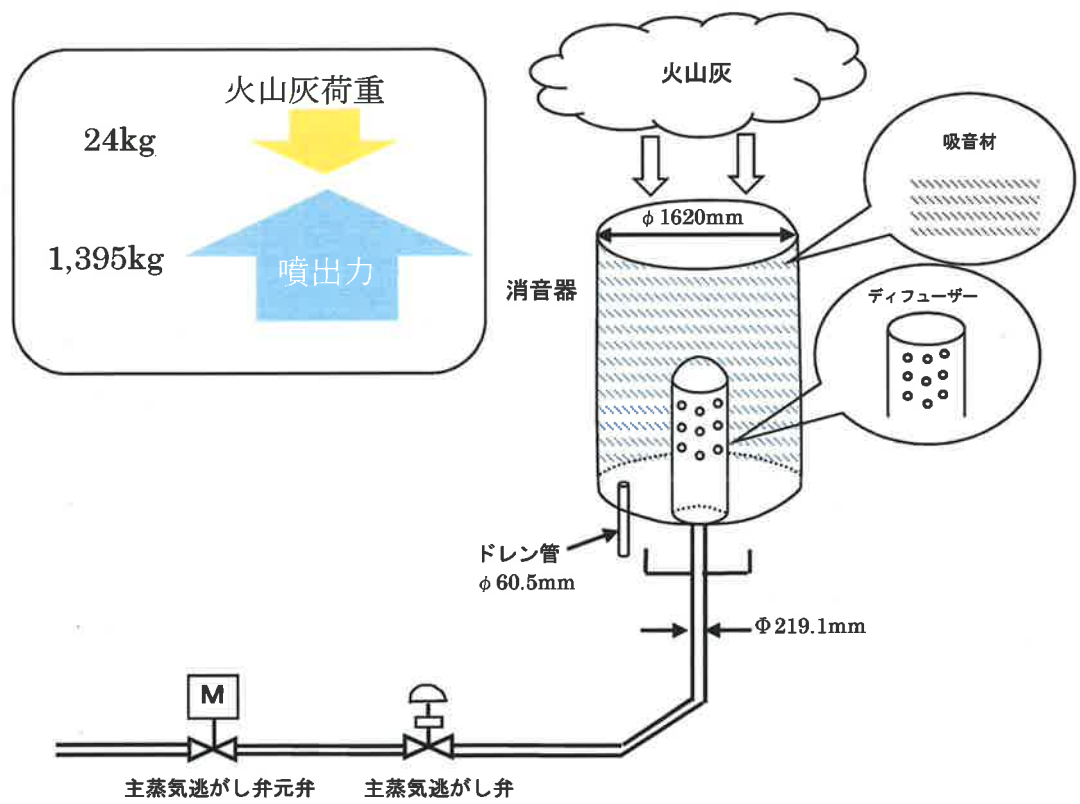 火山灰荷重
24kg
1,395kg
噴出力
火山灰
吸音材
φ1620mm
消音器
ディフューザー
ドレン管
φ60.5mm
Φ219.1mm
M
主蒸気逃がし弁元弁
主蒸気逃がし弁